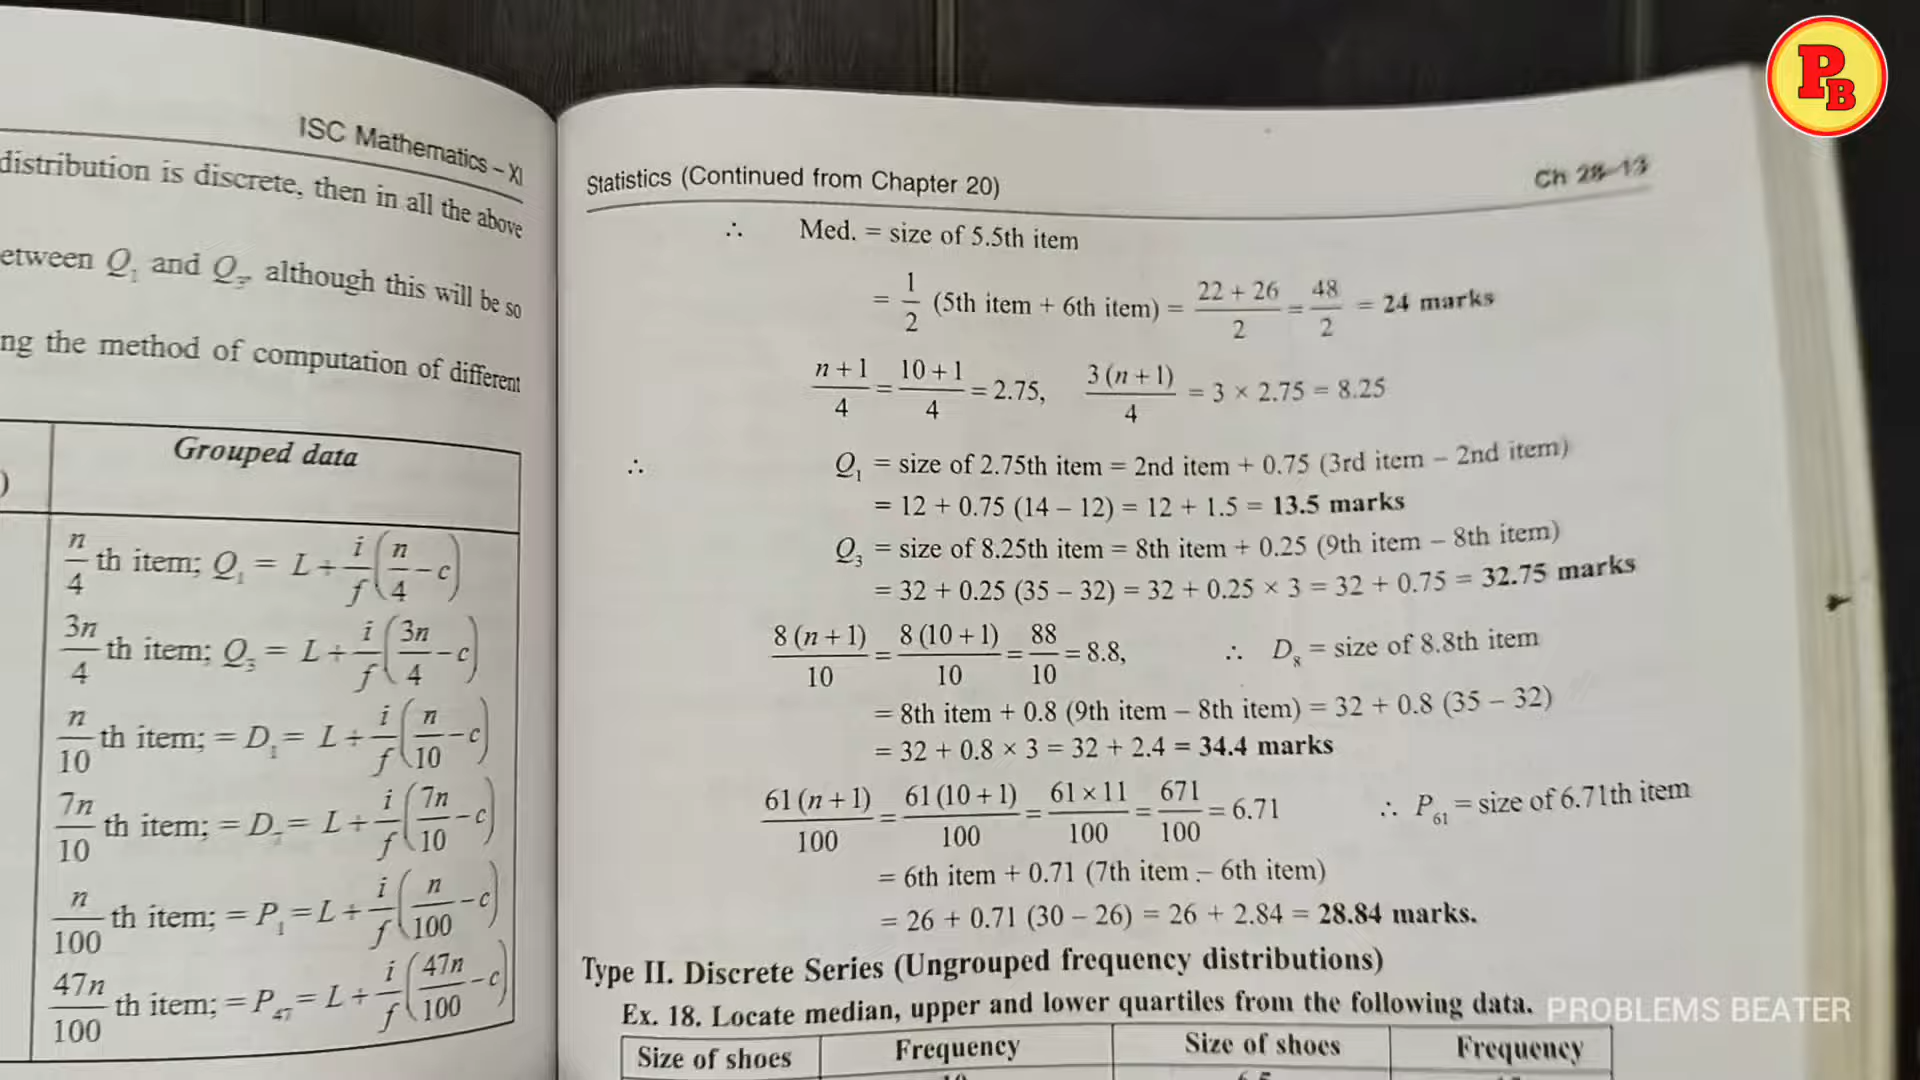 ISC Mathematics – XI
distribution is discrete, then in all the above
etween Q₁ and Q₃, although this will be so
ng the method of computation of different
)
Grouped data
n/4 th item; Q₁ = L + i/f (n/4 – c)
3n/4 th item; Q₃ = L + i/f (3n/4 – c)
n/10 th item; = D₁ = L + i/f (n/10 – c)
7n/10 th item; = D₇ = L + i/f (7n/10 – c)
n/100 th item; = P₁ = L + i/f (n/100 – c)
47n/100 th item; = P₄₇ = L + i/f (47n/100 – c)
Statistics (Continued from Chapter 20)
Ch 28-13
∴ Med. = size of 5.5th item
= 1/2 (5th item + 6th item) = (22 + 26)/2 = 48/2 = 24 marks
(n + 1)/4 = (10 + 1)/4 = 2.75, 3 (n + 1)/4 = 3 × 2.75 = 8.25
∴ Q₁ = size of 2.75th item = 2nd item + 0.75 (3rd item – 2nd item)
= 12 + 0.75 (14 – 12) = 12 + 1.5 = 13.5 marks
Q₃ = size of 8.25th item = 8th item + 0.25 (9th item – 8th item)
= 32 + 0.25 (35 – 32) = 32 + 0.25 × 3 = 32 + 0.75 = 32.75 marks
8 (n + 1)/10 = 8 (10 + 1)/10 = 88/10 = 8.8, ∴ D₈ = size of 8.8th item
= 8th item + 0.8 (9th item – 8th item) = 32 + 0.8 (35 – 32)
= 32 + 0.8 × 3 = 32 + 2.4 = 34.4 marks
61 (n + 1)/100 = 61 (10 + 1)/100 = 61 × 11/100 = 671/100 = 6.71 ∴ P₆₁ = size of 6.71th item
= 6th item + 0.71 (7th item – 6th item)
= 26 + 0.71 (30 – 26) = 26 + 2.84 = 28.84 marks.
Type II. Discrete Series (Ungrouped frequency distributions)
Ex. 18. Locate median, upper and lower quartiles from the following data.
Size of shoes Frequency Size of shoes Frequency
PB
PROBLEMS BEATER